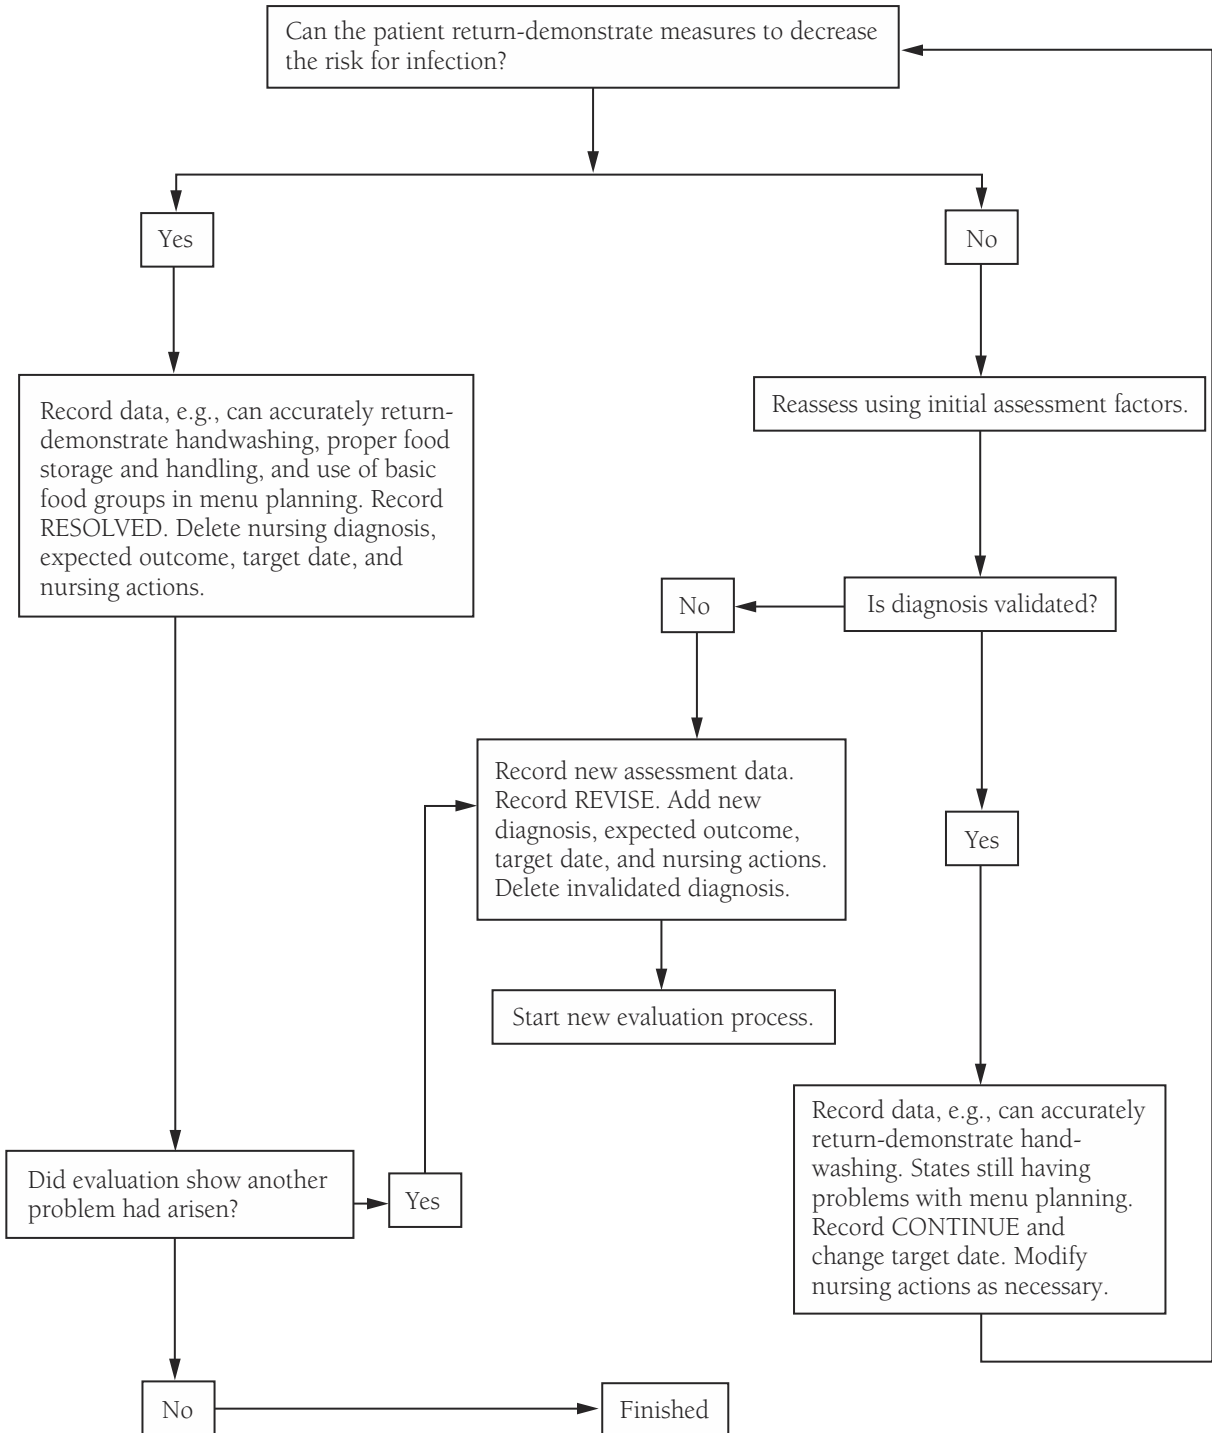 Can the patient return-demonstrate measures to decrease
the risk for infection?
Yes
No
Record data, e.g., can accurately return-
demonstrate handwashing, proper food
storage and handling, and use of basic
food groups in menu planning. Record
RESOLVED. Delete nursing diagnosis,
expected outcome, target date, and
nursing actions.
Reassess using initial assessment factors.
Is diagnosis validated?
No
Record new assessment data.
Record REVISE. Add new
diagnosis, expected outcome,
target date, and nursing actions.
Delete invalidated diagnosis.
Start new evaluation process.
Yes
Record data, e.g., can accurately
return-demonstrate hand-
washing. States still having
problems with menu planning.
Record CONTINUE and
change target date. Modify
nursing actions as necessary.
Did evaluation show another
problem had arisen?
Yes
No
Finished